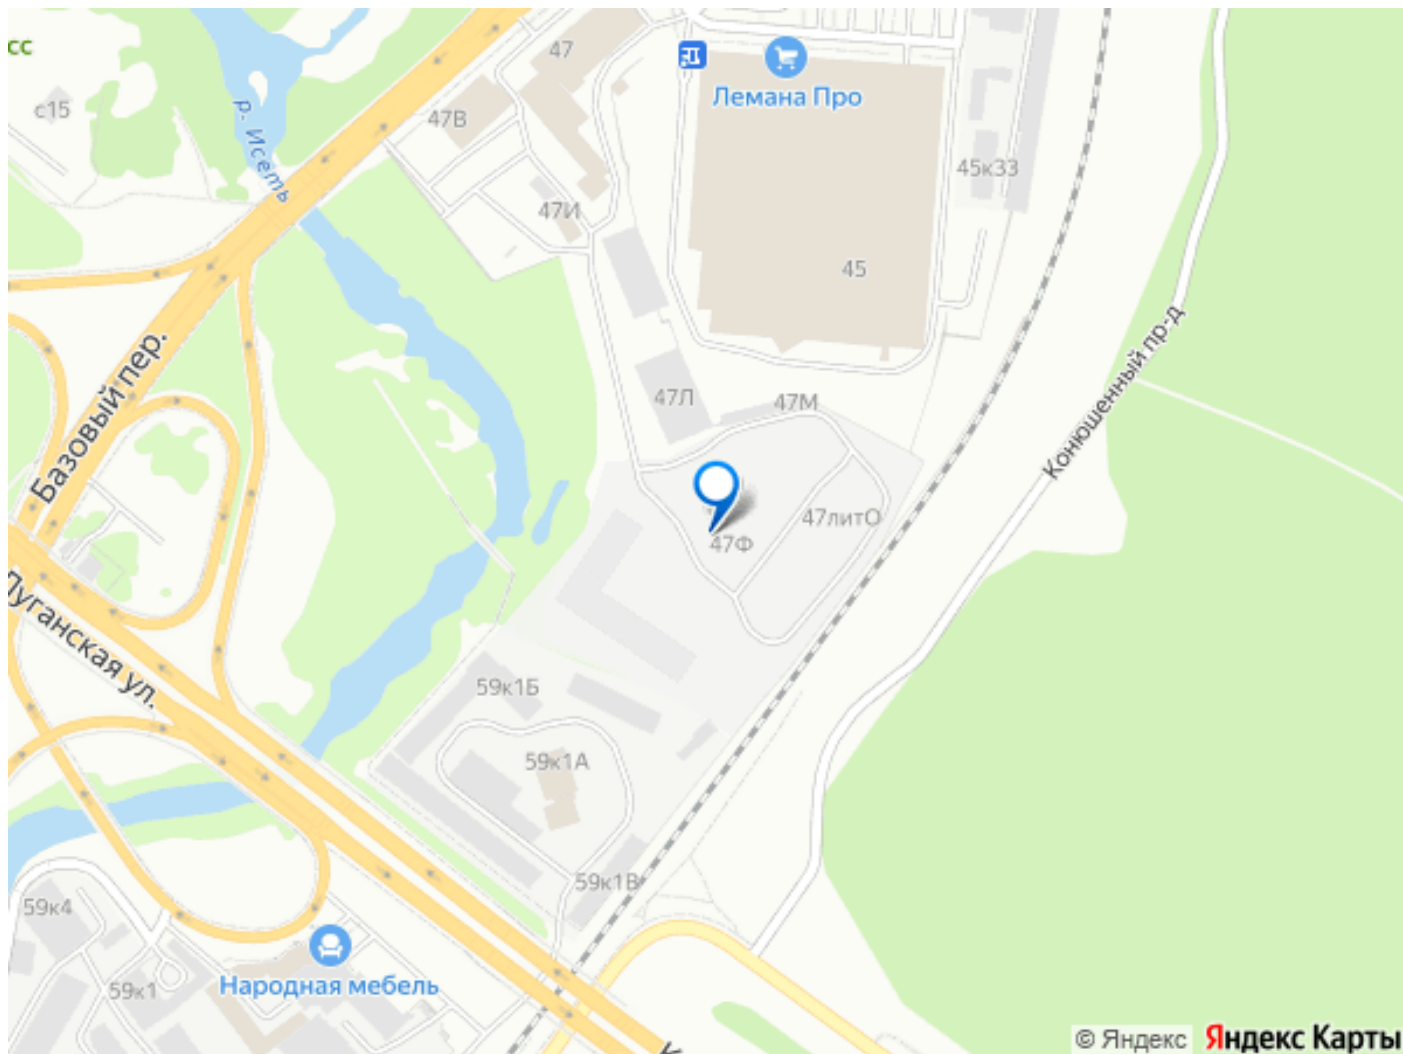 сс
с15
р. Исеть
47
47В
47И
Лемана Про
45к33
45
47Л
47М
Базовый пер.
Конюшенный пр-д
47литО
47Ф
Луганская ул.
59к1Б
59к1А
59к1В
59к4
59к1
Народная мебель
© Яндекс Яндекс Карты